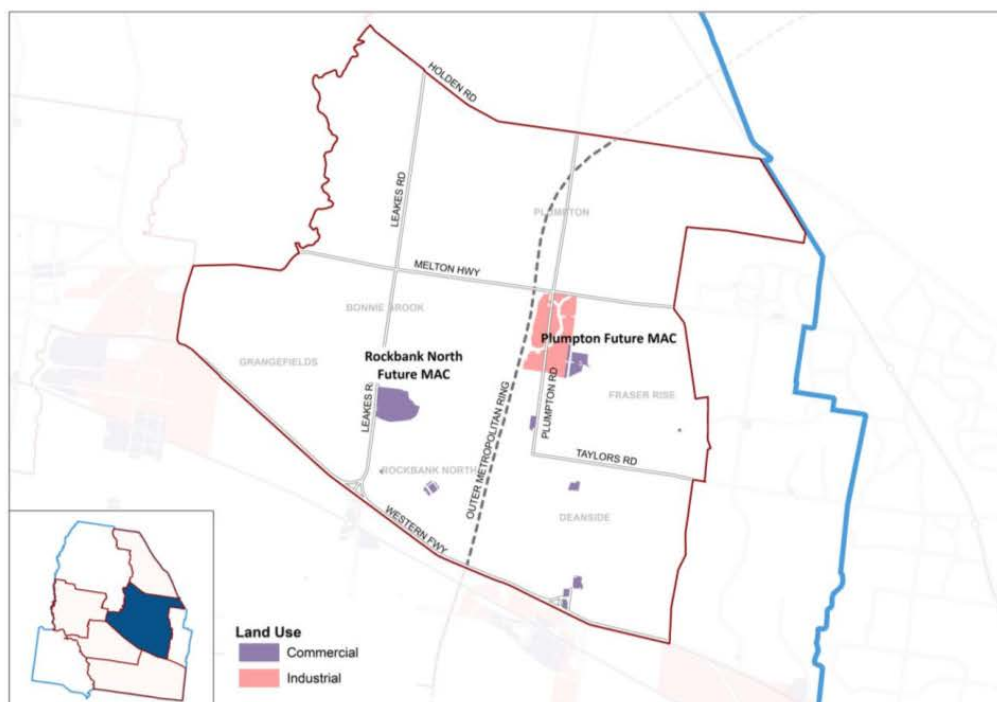 HOLDEN RD
LEAKES RD
PLUMPTON
MELTON HWY
BONNIE BROOK
Plumpton Future MAC
Rockbank North
Future MAC
GRANGEFIELDS
LEAKES R
PLUMPTON RD
FRASER RISE
OUTER METROPOLITAN RING
TAYLORS RD
ROCKBANK NORTH
DEANSIDE
WESTERN FWY
Land Use
Commercial
Industrial